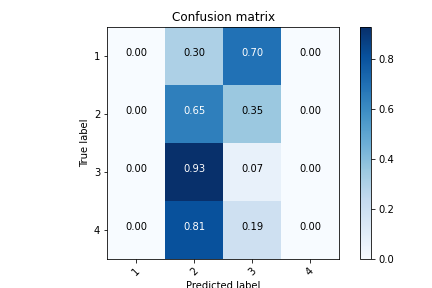 Confusion matrix
True label
1 0.00 0.30 0.70 0.00
2 0.00 0.65 0.35 0.00
3 0.00 0.93 0.07 0.00
4 0.00 0.81 0.19 0.00
1 2 3 4
Predicted label
0.8
0.6
0.4
0.2
0.0